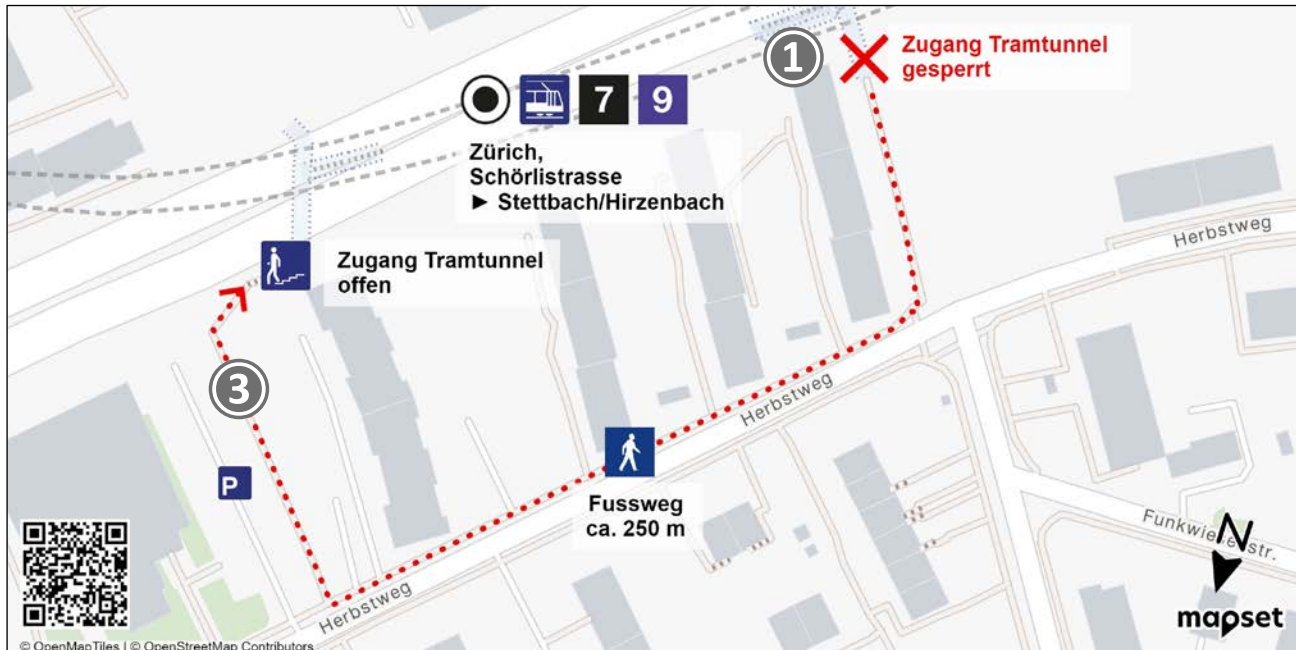 1
Zugang Tramtunnel
gesperrt
7 9
Zürich,
Schörlistrasse
► Stettbach/Hirzenbach
Herbstweg
Zugang Tramtunnel
offen
3
Herbstweg
P
Fussweg
ca. 250 m
Funkwiesenstr.
N
Herbstweg
mapset
© OpenMapTiles | © OpenStreetMap Contributors